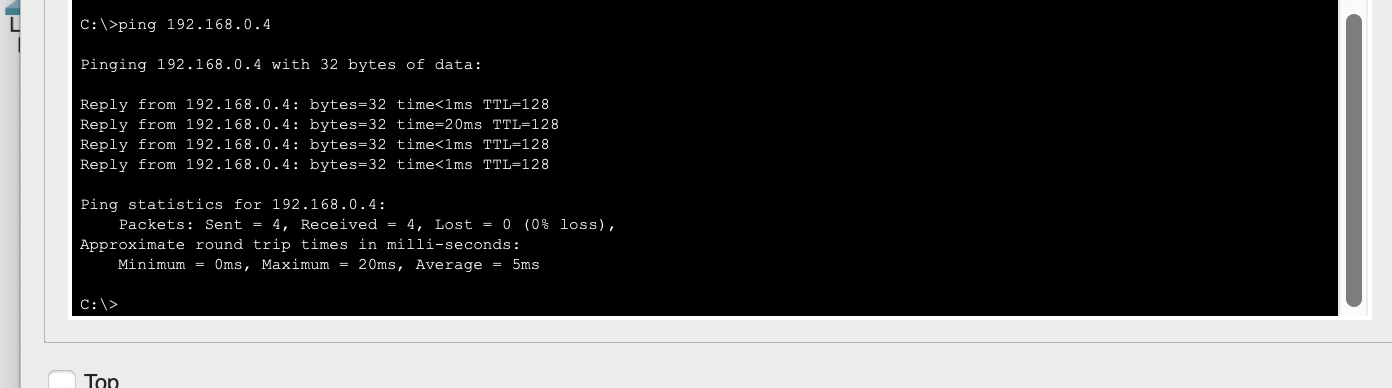 C:\>ping 192.168.0.4
Pinging 192.168.0.4 with 32 bytes of data:
Reply from 192.168.0.4: bytes=32 time<1ms TTL=128
Reply from 192.168.0.4: bytes=32 time=20ms TTL=128
Reply from 192.168.0.4: bytes=32 time<1ms TTL=128
Reply from 192.168.0.4: bytes=32 time<1ms TTL=128
Ping statistics for 192.168.0.4:
    Packets: Sent = 4, Received = 4, Lost = 0 (0% loss),
Approximate round trip times in milli-seconds:
    Minimum = 0ms, Maximum = 20ms, Average = 5ms
C:\>
Top